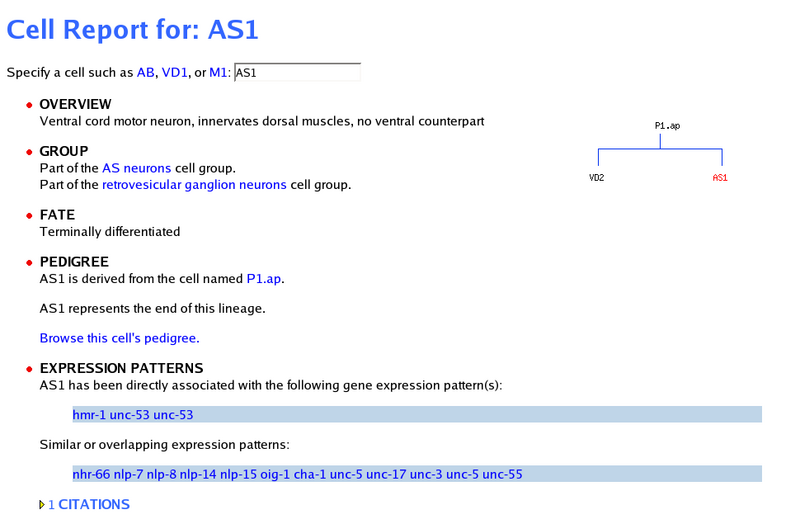 Cell Report for: AS1
Specify a cell such as AB, VD1, or M1: AS1
OVERVIEW
Ventral cord motor neuron, innervates dorsal muscles, no ventral counterpart
P1.ap
VD2 AS1
GROUP
Part of the AS neurons cell group.
Part of the retrovesicular ganglion neurons cell group.
FATE
Terminally differentiated
PEDIGREE
AS1 is derived from the cell named P1.ap.
AS1 represents the end of this lineage.
Browse this cell's pedigree.
EXPRESSION PATTERNS
AS1 has been directly associated with the following gene expression pattern(s):
hmr-1 unc-53 unc-53
Similar or overlapping expression patterns:
nhr-66 nlp-7 nlp-8 nlp-14 nlp-15 oig-1 cha-1 unc-5 unc-17 unc-3 unc-5 unc-55
1 CITATIONS